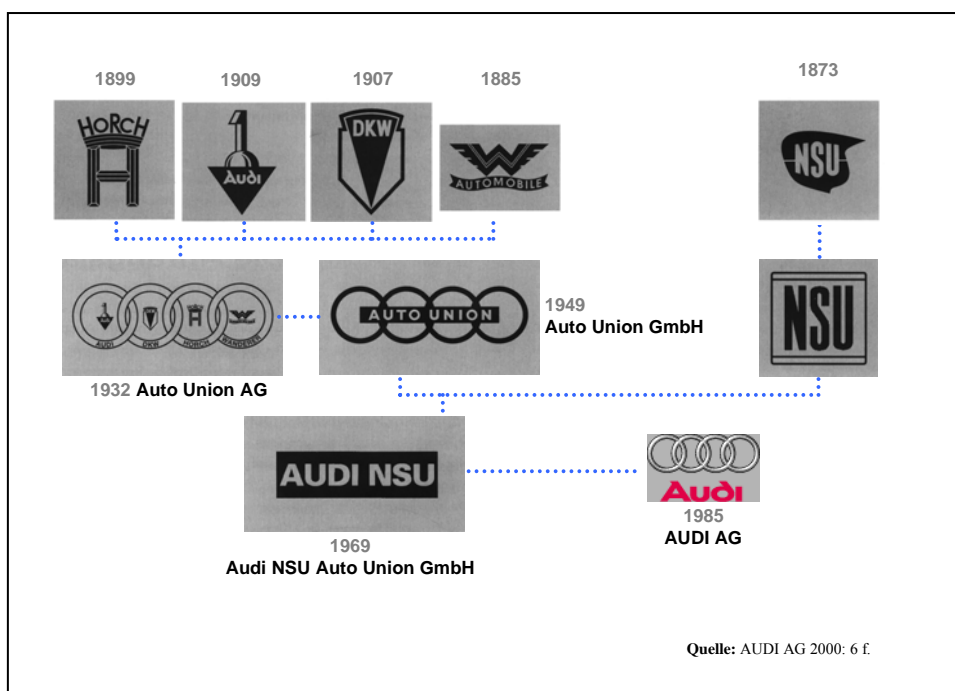 1899
1909
1907
1885
1873
HORCH
Audi
DKW
AUTOMOBILE
NSU
AUDI
DKW
HORCH
WANDERER
AUTO UNION
1949
Auto Union GmbH
NSU
1932 Auto Union AG
AUDI NSU
Audi
1985
AUDI AG
1969
Audi NSU Auto Union GmbH
Quelle: AUDI AG 2000: 6 f.